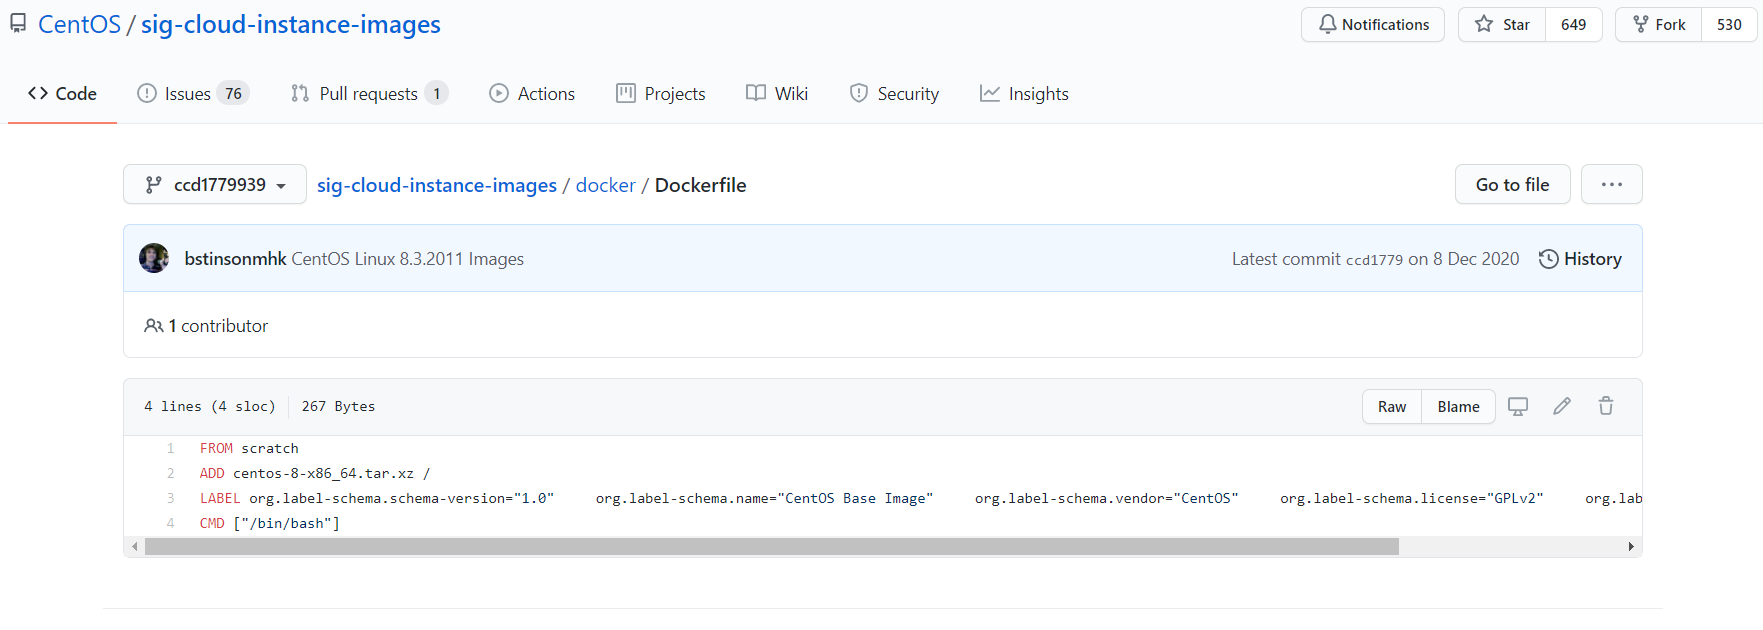 CentOS / sig-cloud-instance-images
Notifications
Star 649
Fork 530
Code
Issues 76
Pull requests 1
Actions
Projects
Wiki
Security
Insights
ccd1779939
sig-cloud-instance-images / docker / Dockerfile
Go to file
...
bstinsonmhk CentOS Linux 8.3.2011 Images
Latest commit ccd1779 on 8 Dec 2020
History
1 contributor
4 lines (4 sloc) 267 Bytes
Raw Blame
1 FROM scratch
2 ADD centos-8-x86_64.tar.xz /
3 LABEL org.label-schema.schema-version="1.0" org.label-schema.name="CentOS Base Image" org.label-schema.vendor="CentOS" org.label-schema.license="GPLv2" org.lab
4 CMD ["/bin/bash"]